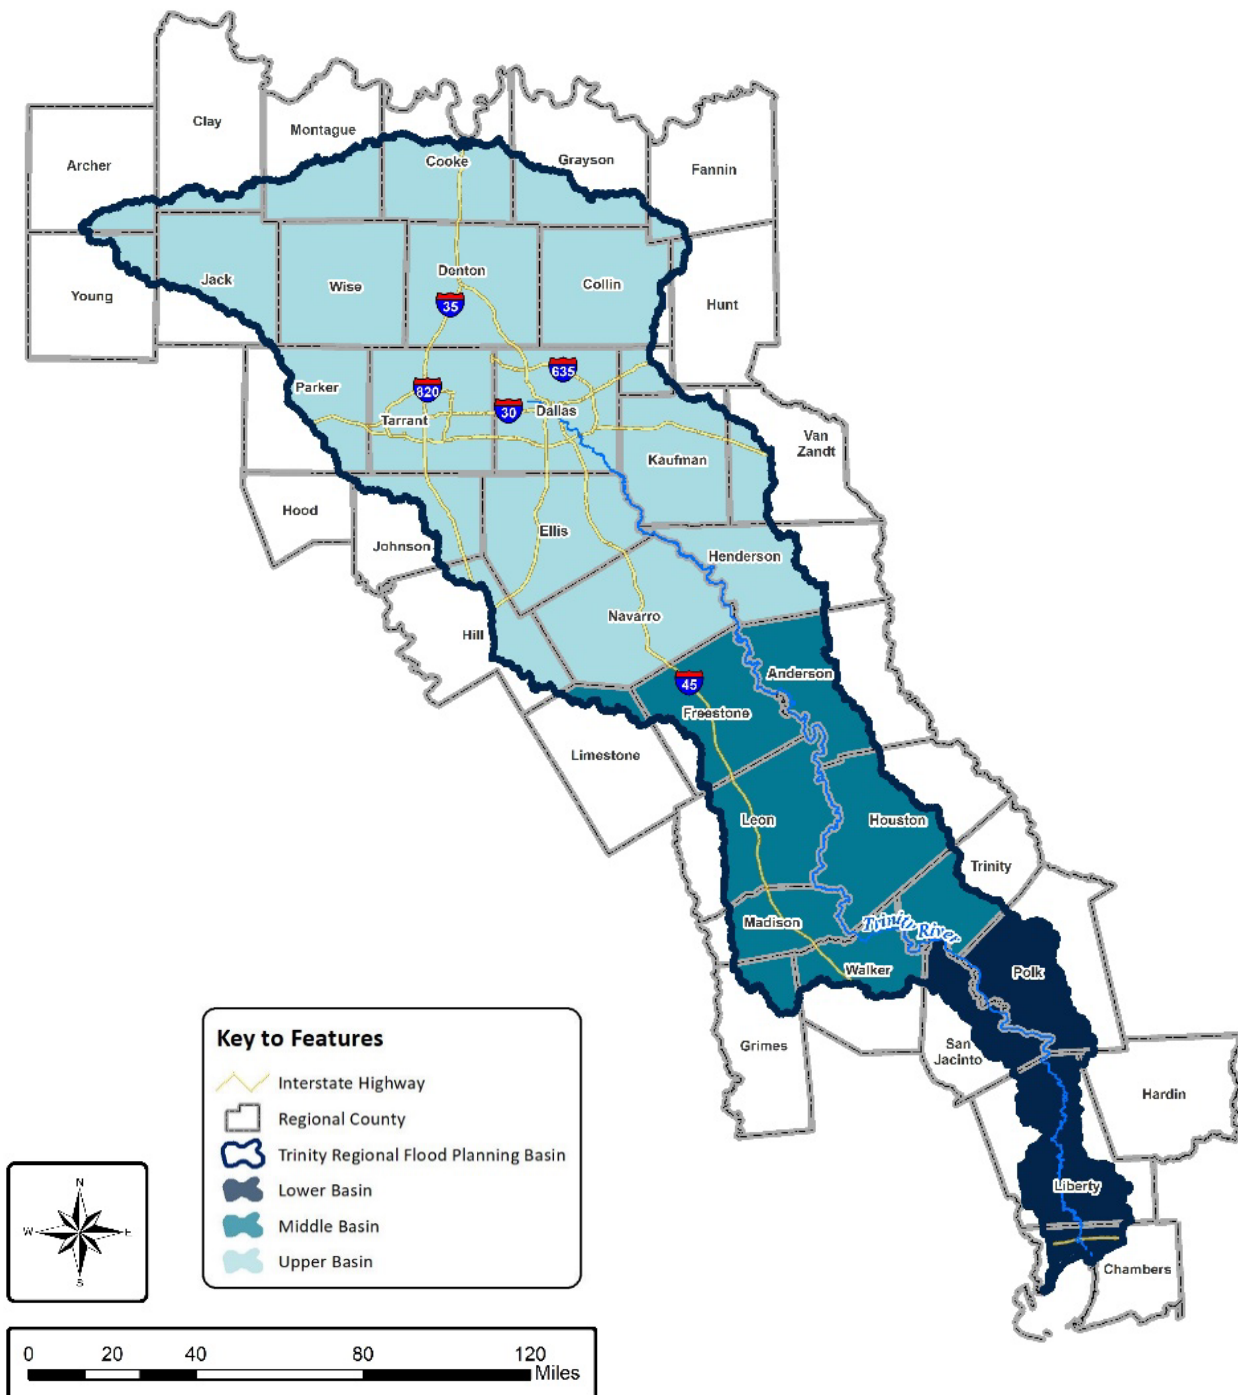 Clay
Montague
Archer
Cooke
Grayson
Fannin
Young
Jack
Wise
Denton
Collin
Hunt
35
Parker
820
635
Tarrant
30
Dallas
Van
Zandt
Kaufman
Hood
Johnson
Ellis
Henderson
Navarro
Hill
Anderson
45
Freestone
Limestone
Leon
Houston
Trinity
Madison
Trinity River
Walker
Polk
Grimes
San
Jacinto
Hardin
Liberty
Chambers
Key to Features
Interstate Highway
Regional County
Trinity Regional Flood Planning Basin
Lower Basin
Middle Basin
Upper Basin
N
W
E
S
0 20 40 80 120
Miles